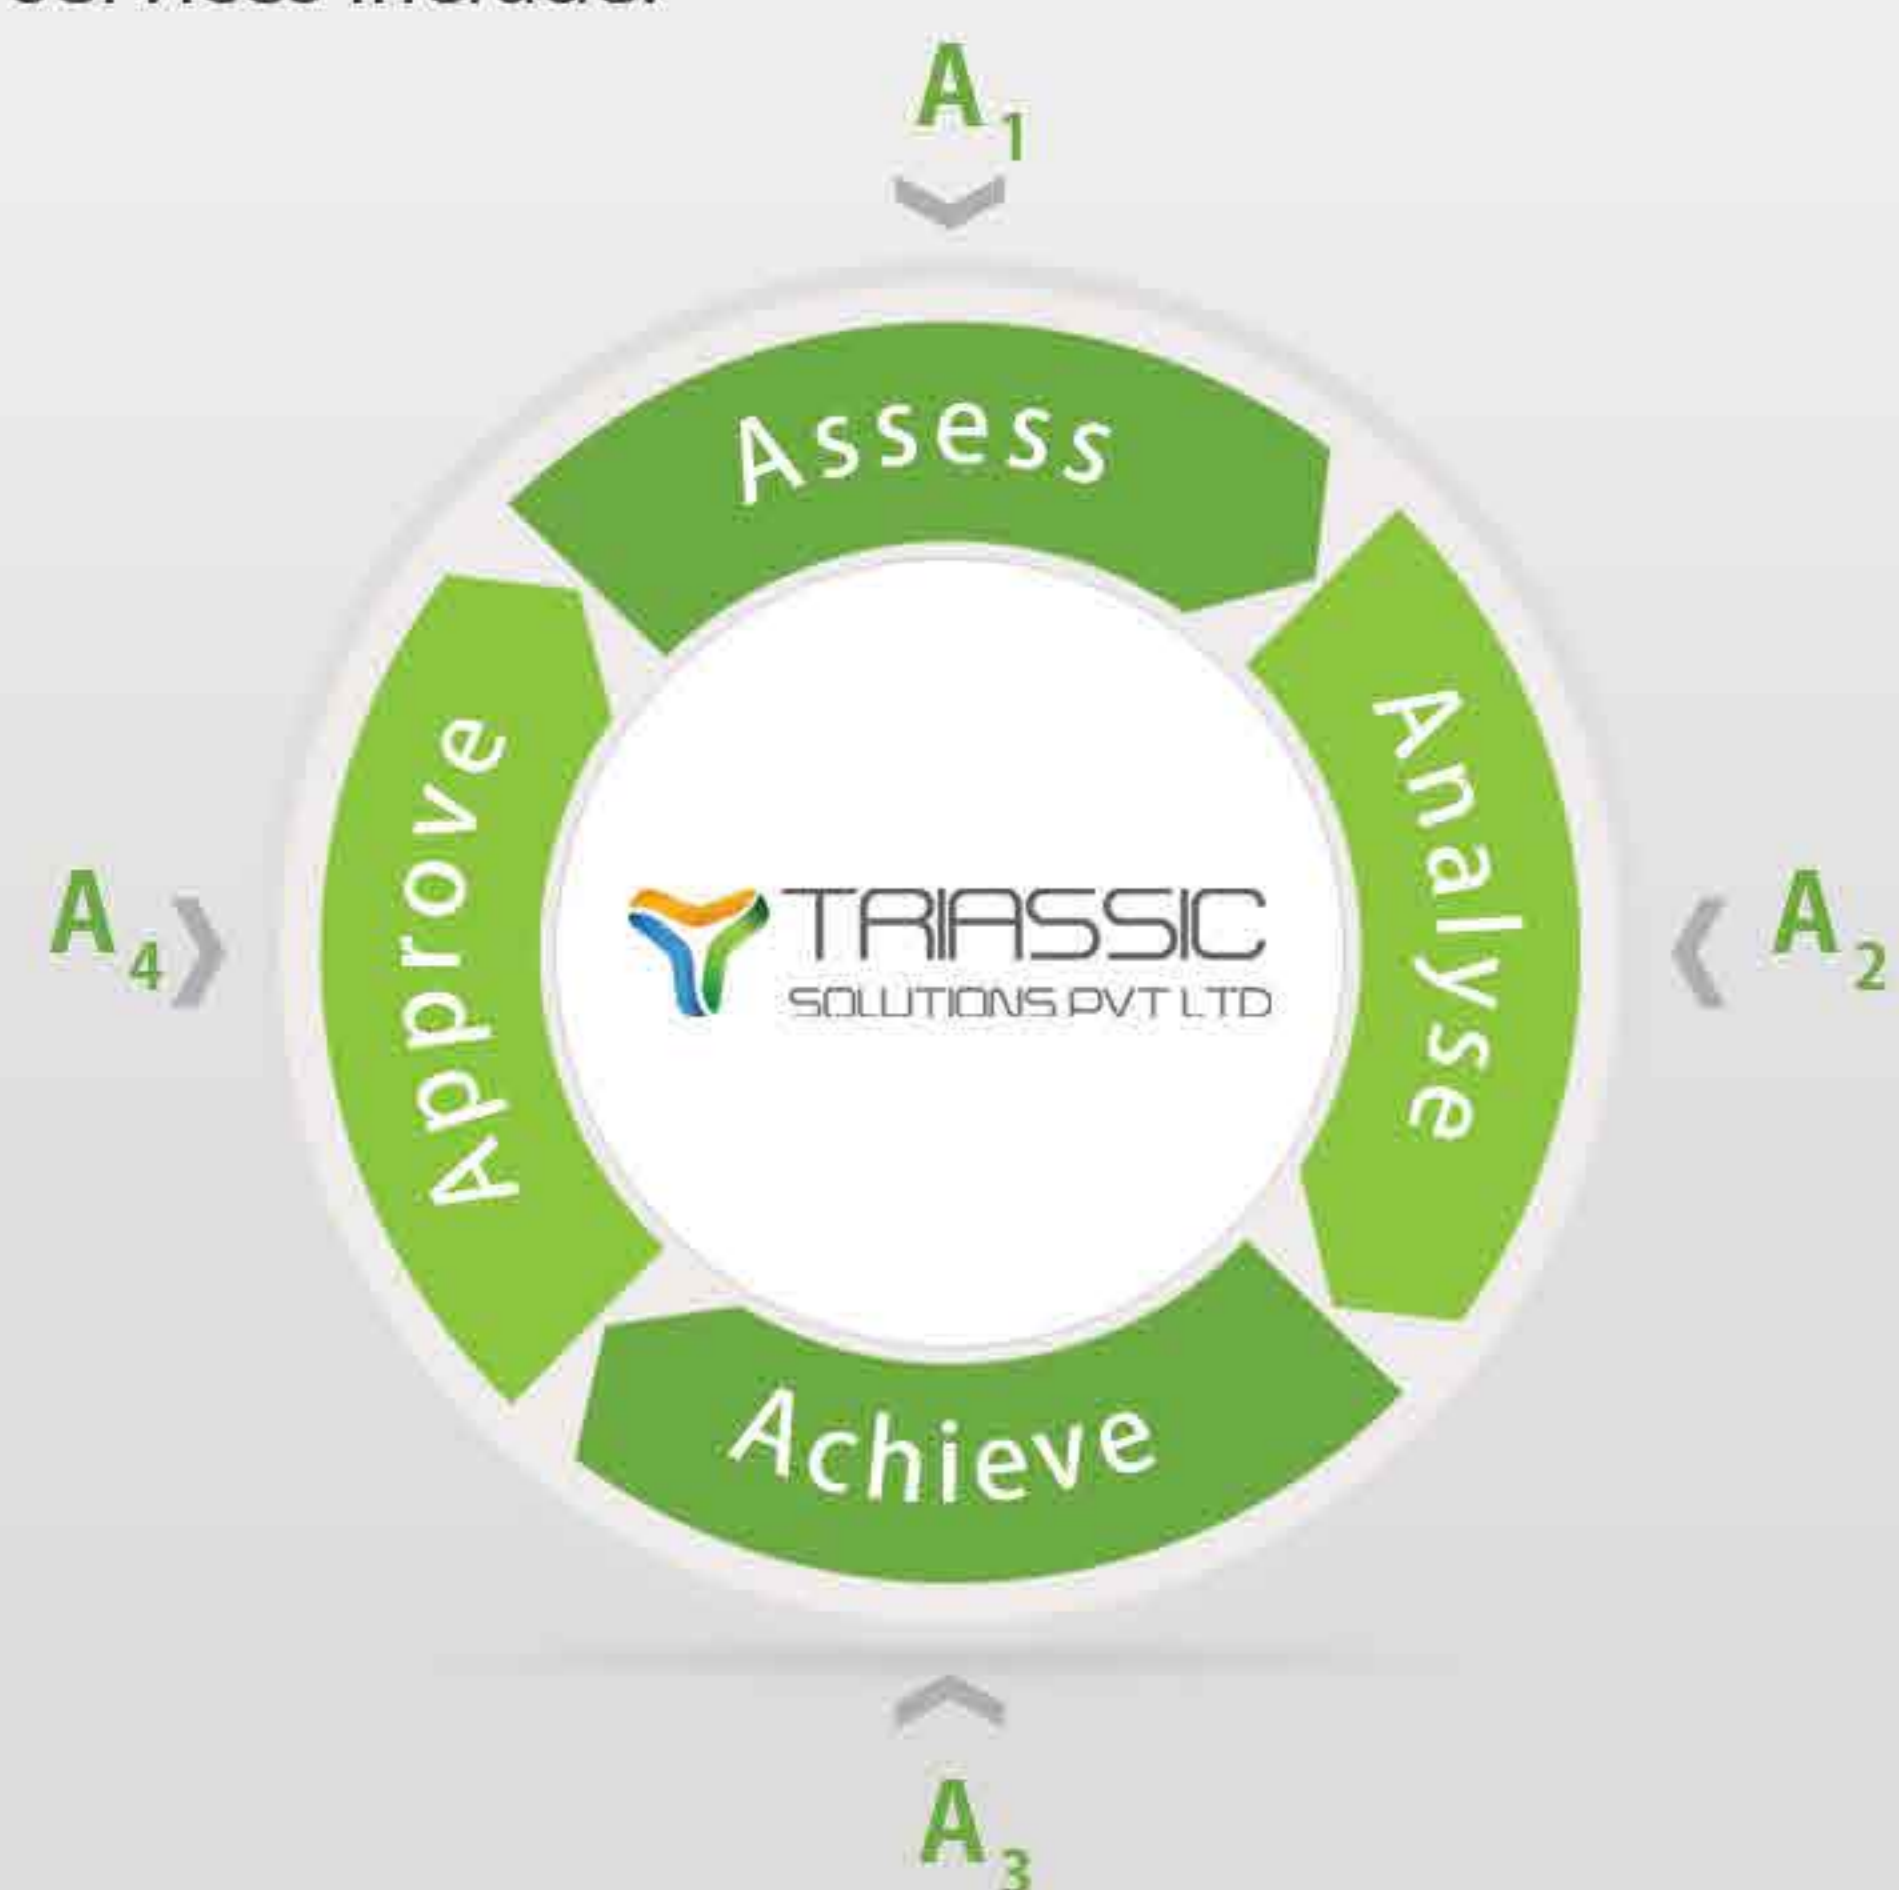 A1
Assess
Analyse
A2
Achieve
A3
Approve
A4
TRIASSIC
SOLUTIONS PVT LTD